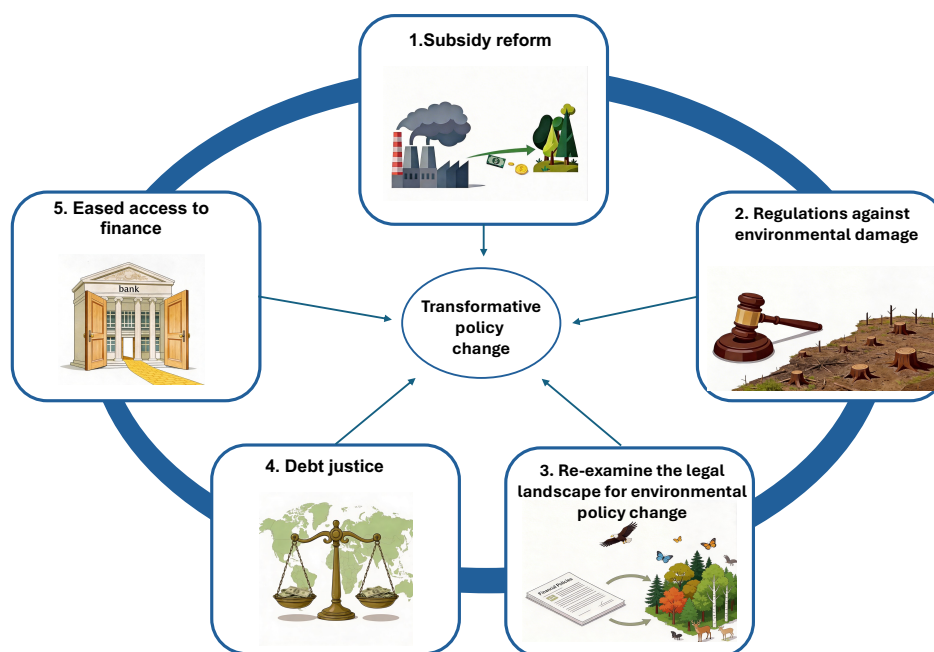 1.Subsidy reform
2. Regulations against
environmental damage
3. Re-examine the legal
landscape for environmental
policy change
Financial Policies
4. Debt justice
5. Eased access to
finance
bank
Transformative
policy
change